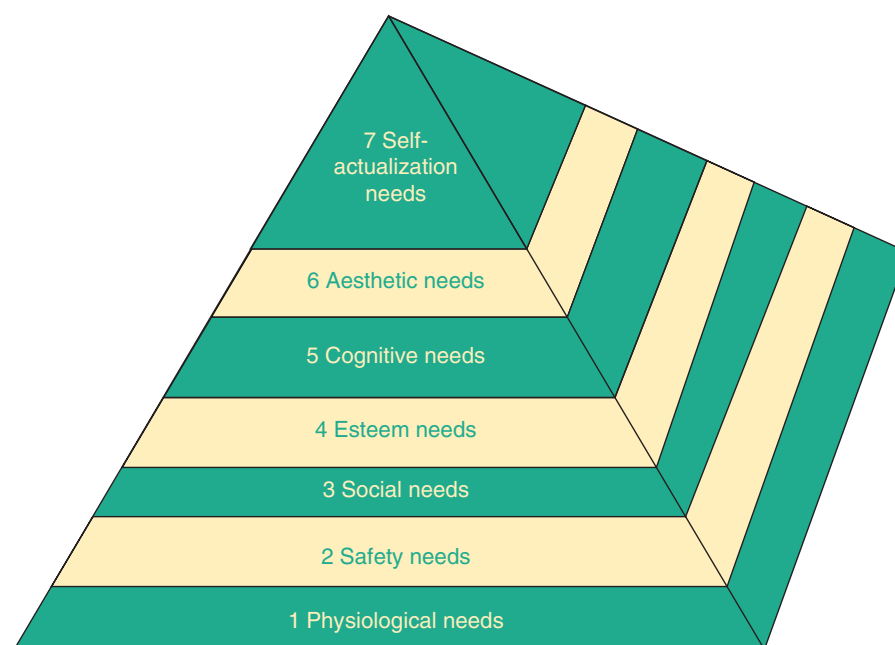 7 Self-
actualization
needs
6 Aesthetic needs
5 Cognitive needs
4 Esteem needs
3 Social needs
2 Safety needs
1 Physiological needs